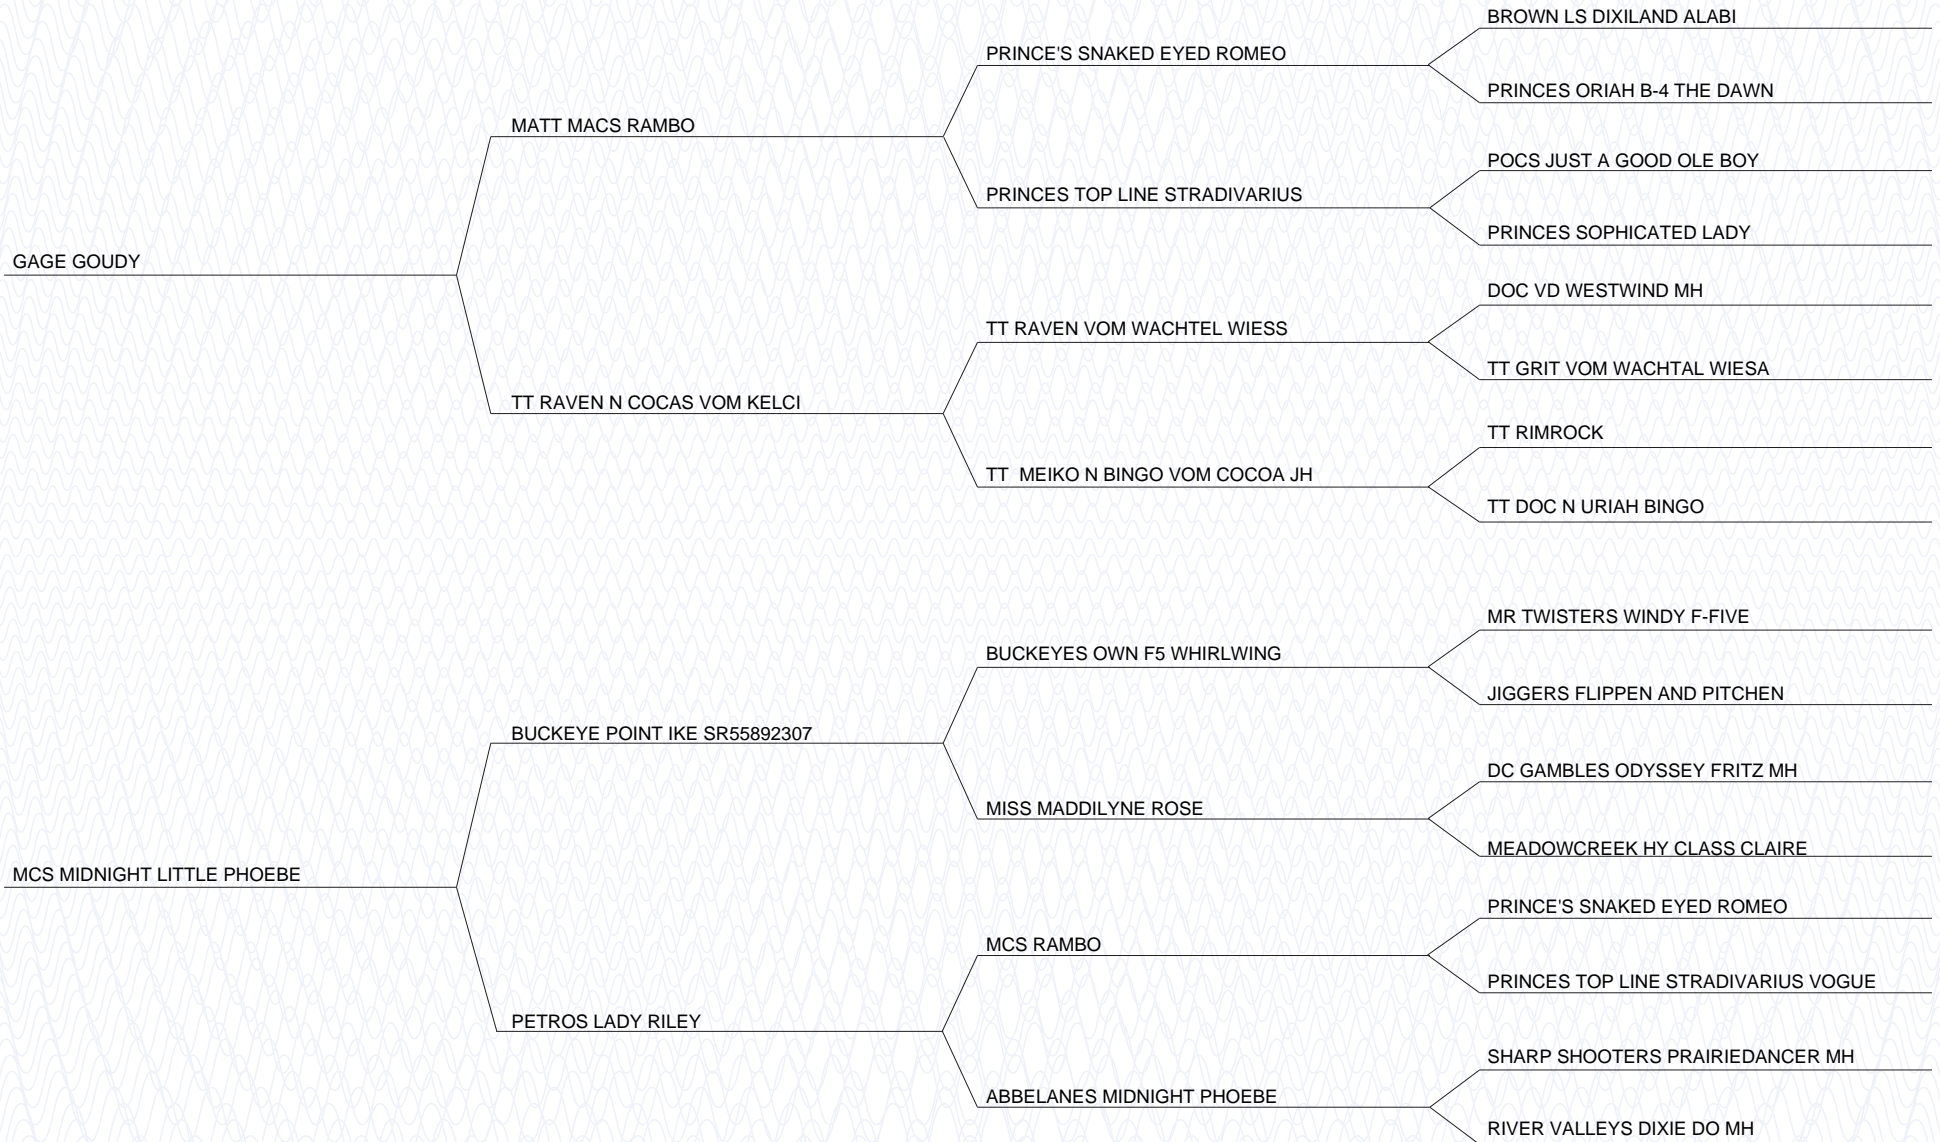 BROWN LS DIXILAND ALABI
PRINCE'S SNAKED EYED ROMEO
PRINCES ORIAH B-4 THE DAWN
MATT MACS RAMBO
POCS JUST A GOOD OLE BOY
PRINCES TOP LINE STRADIVARIUS
PRINCES SOPHICATED LADY
GAGE GOUDY
DOC VD WESTWIND MH
TT RAVEN VOM WACHTEL WIESS
TT GRIT VOM WACHTAL WIESA
TT RAVEN N COCAS VOM KELCI
TT RIMROCK
TT  MEIKO N BINGO VOM COCOA JH
TT DOC N URIAH BINGO
MR TWISTERS WINDY F-FIVE
BUCKEYES OWN F5 WHIRLWING
JIGGERS FLIPPEN AND PITCHEN
BUCKEYE POINT IKE SR55892307
DC GAMBLES ODYSSEY FRITZ MH
MISS MADDILYNE ROSE
MEADOWCREEK HY CLASS CLAIRE
MCS MIDNIGHT LITTLE PHOEBE
PRINCE'S SNAKED EYED ROMEO
MCS RAMBO
PRINCES TOP LINE STRADIVARIUS VOGUE
PETROS LADY RILEY
SHARP SHOOTERS PRAIRIEDANCER MH
ABBELANES MIDNIGHT PHOEBE
RIVER VALLEYS DIXIE DO MH